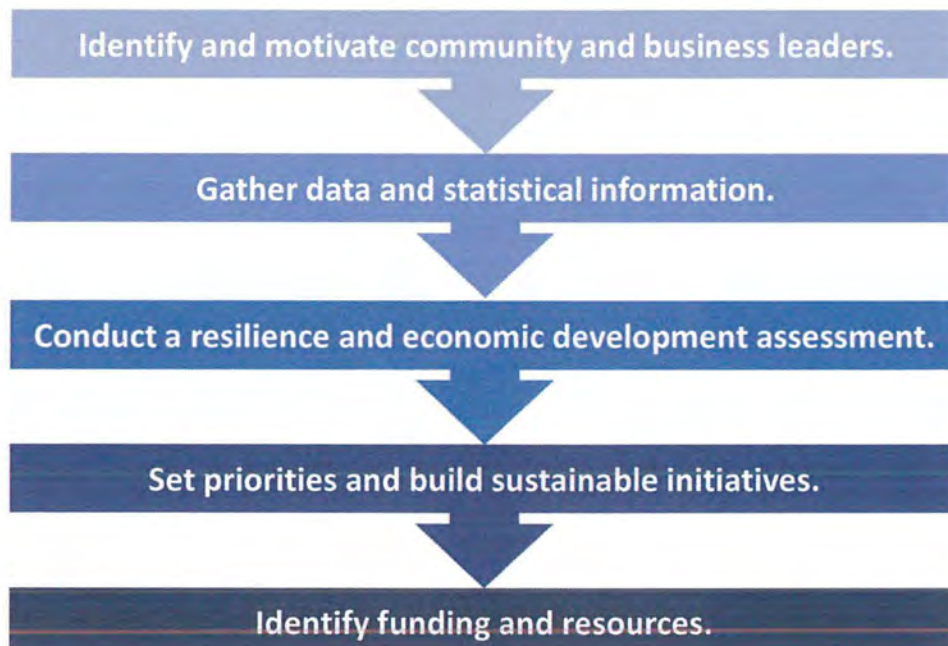 Identify and motivate community and business leaders.
Gather data and statistical information.
Conduct a resilience and economic development assessment.
Set priorities and build sustainable initiatives.
Identify funding and resources.